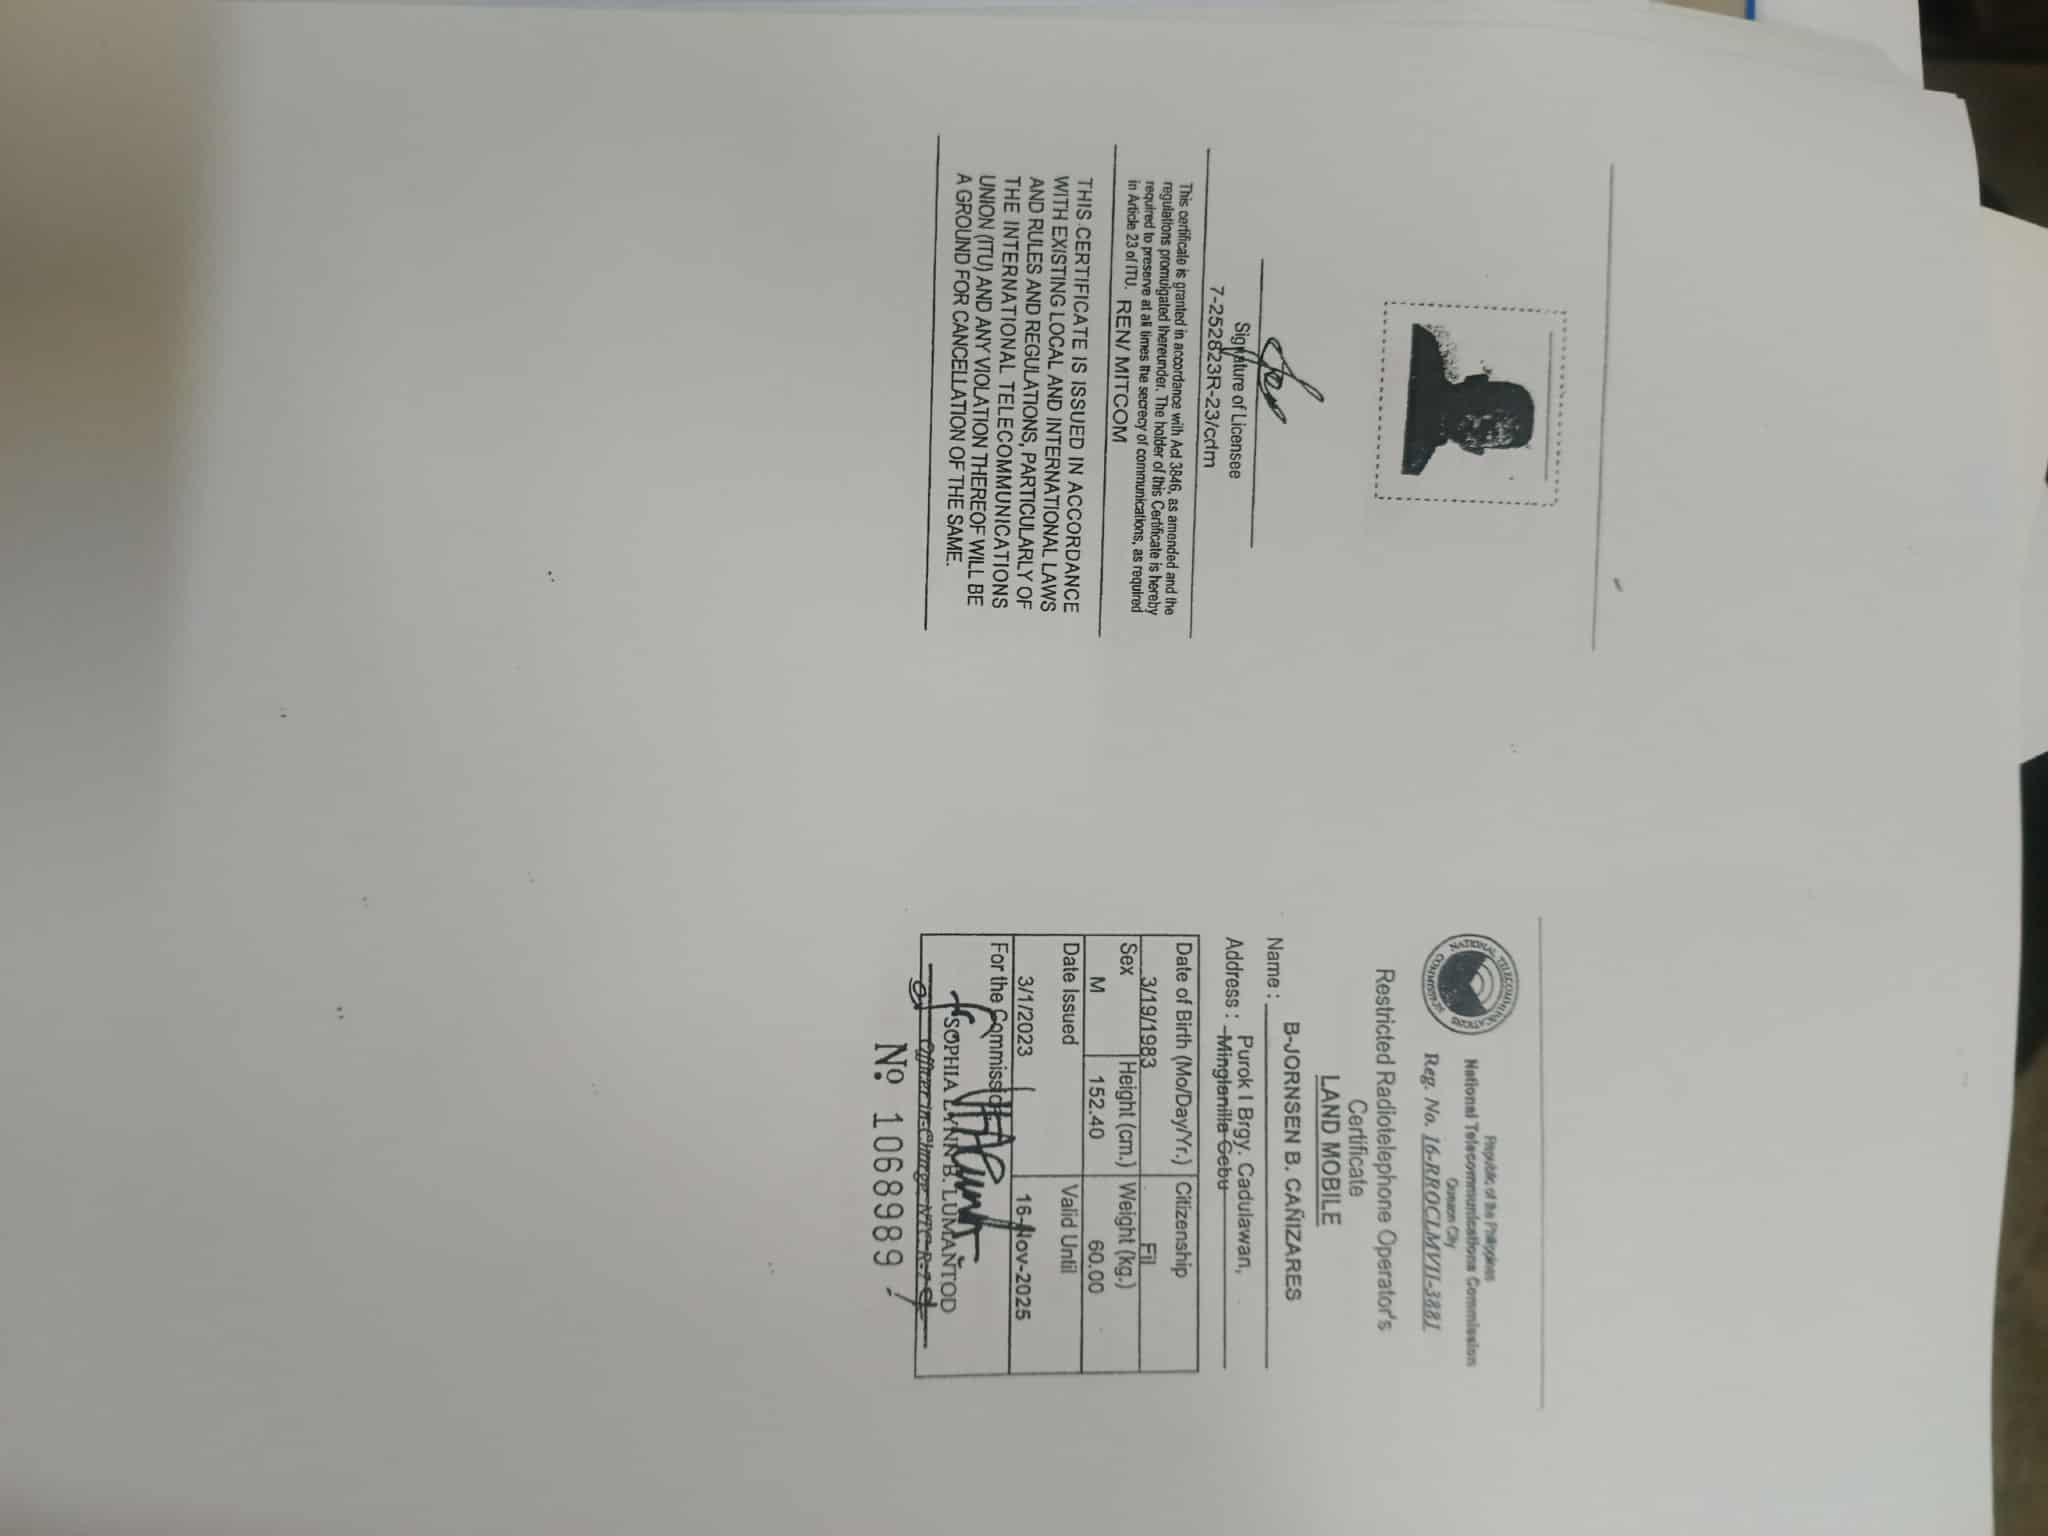 Signature of Licensee
7-252823R-23/cdm
This certificate is granted in accordance with Act 3846, as amended and the
regulations promulgated thereunder. The holder of this Certificate is hereby
required to preserve at all times the secrecy of communications, as required
in Article 23 of ITU. REN/ MITCOM
THIS CERTIFICATE IS ISSUED IN ACCORDANCE
WITH EXISTING LOCAL AND INTERNATIONAL LAWS
AND RULES AND REGULATIONS, PARTICULARLY OF
THE INTERNATIONAL TELECOMMUNICATIONS
UNION (ITU) AND ANY VIOLATION THEREOF WILL BE
A GROUND FOR CANCELLATION OF THE SAME.
NATIONAL TELECOMMUNICATIONS COMMISSION
Republic of the Philippines
National Telecommunications Commission
Quezon City
Reg. No. 16-RROCLMVII-3881
Restricted Radiotelephone Operator's
Certificate
LAND MOBILE
Name : B-JORNSEN B. CAÑIZARES
Address : Purok I Brgy. Cadulawan,
Minglanilla Cebu
Date of Birth (Mo/Day/Yr.) Citizenship
3/19/1983 Fil
Sex Height (cm.) Weight (kg.)
M 152.40 60.00
Date Issued Valid Until
3/1/2023 16-Nov-2025
For the Commission
SOPHIA LYNN B. LUMAÑTOD
Officer in-Charge, NTC R-7
Nº 1068989